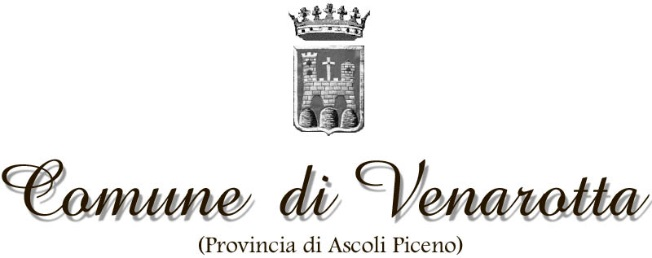 Comune di Venarotta
(Provincia di Ascoli Piceno)